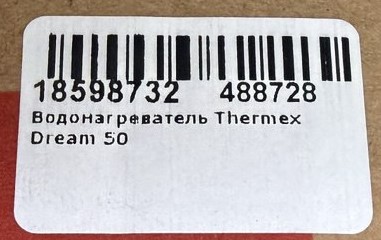 18598732 488728
Водонагреватель Thermex
Dream 50